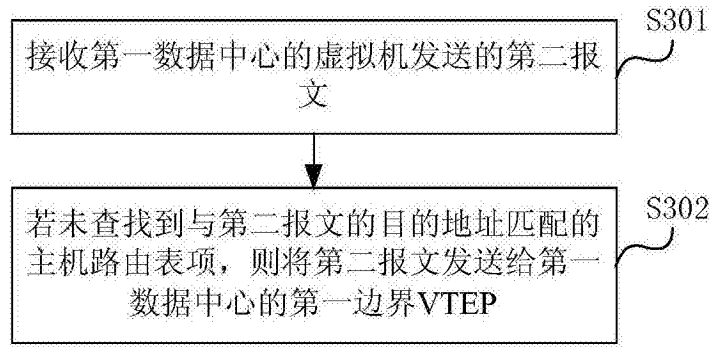 S301
接收第一数据中心的虚拟机发送的第二报
文
S302
若未查找到与第二报文的目的地址匹配的
主机路由表项，则将第二报文发送给第一
数据中心的第一边界VTEP